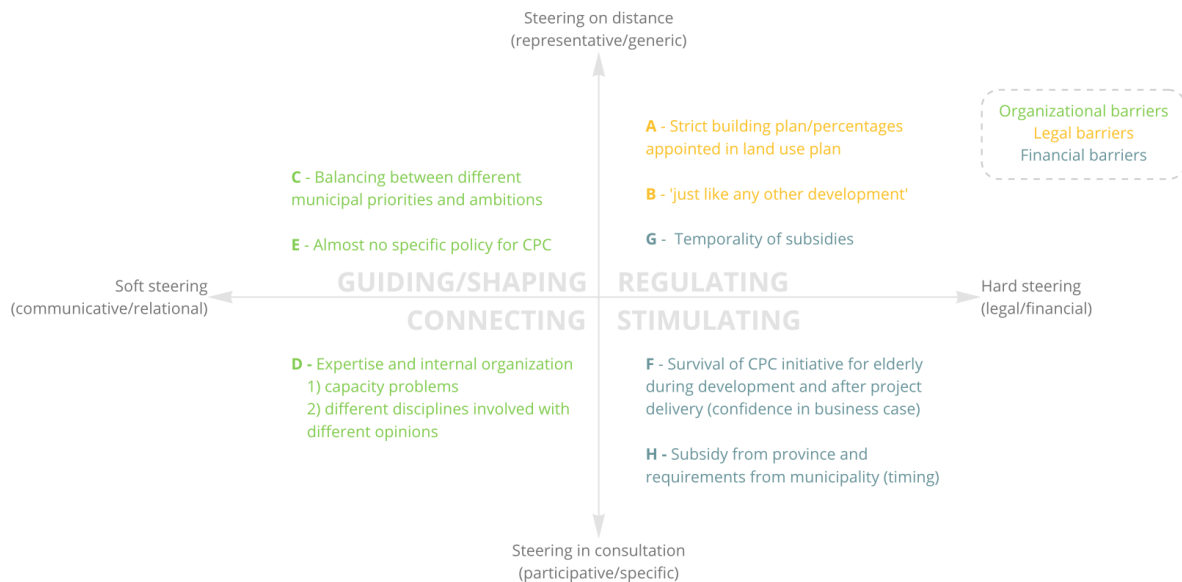 Steering on distance
(representative/generic)
Organizational barriers
Legal barriers
Financial barriers
A - Strict building plan/percentages
appointed in land use plan
C - Balancing between different
municipal priorities and ambitions
B - 'just like any other development'
E - Almost no specific policy for CPC
G - Temporality of subsidies
Soft steering
(communicative/relational)
GUIDING/SHAPING
REGULATING
Hard steering
(legal/financial)
CONNECTING
STIMULATING
D - Expertise and internal organization
1) capacity problems
2) different disciplines involved with
different opinions
F - Survival of CPC initiative for elderly
during development and after project
delivery (confidence in business case)
H - Subsidy from province and
requirements from municipality (timing)
Steering in consultation
(participative/specific)